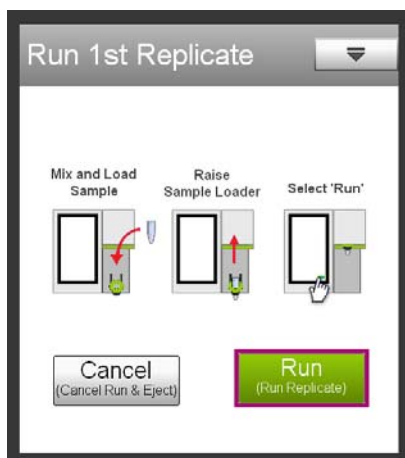 Run 1st Replicate
Mix and Load
Sample
Raise
Sample Loader
Select 'Run'
Cancel
(Cancel Run & Eject)
Run
(Run Replicate)